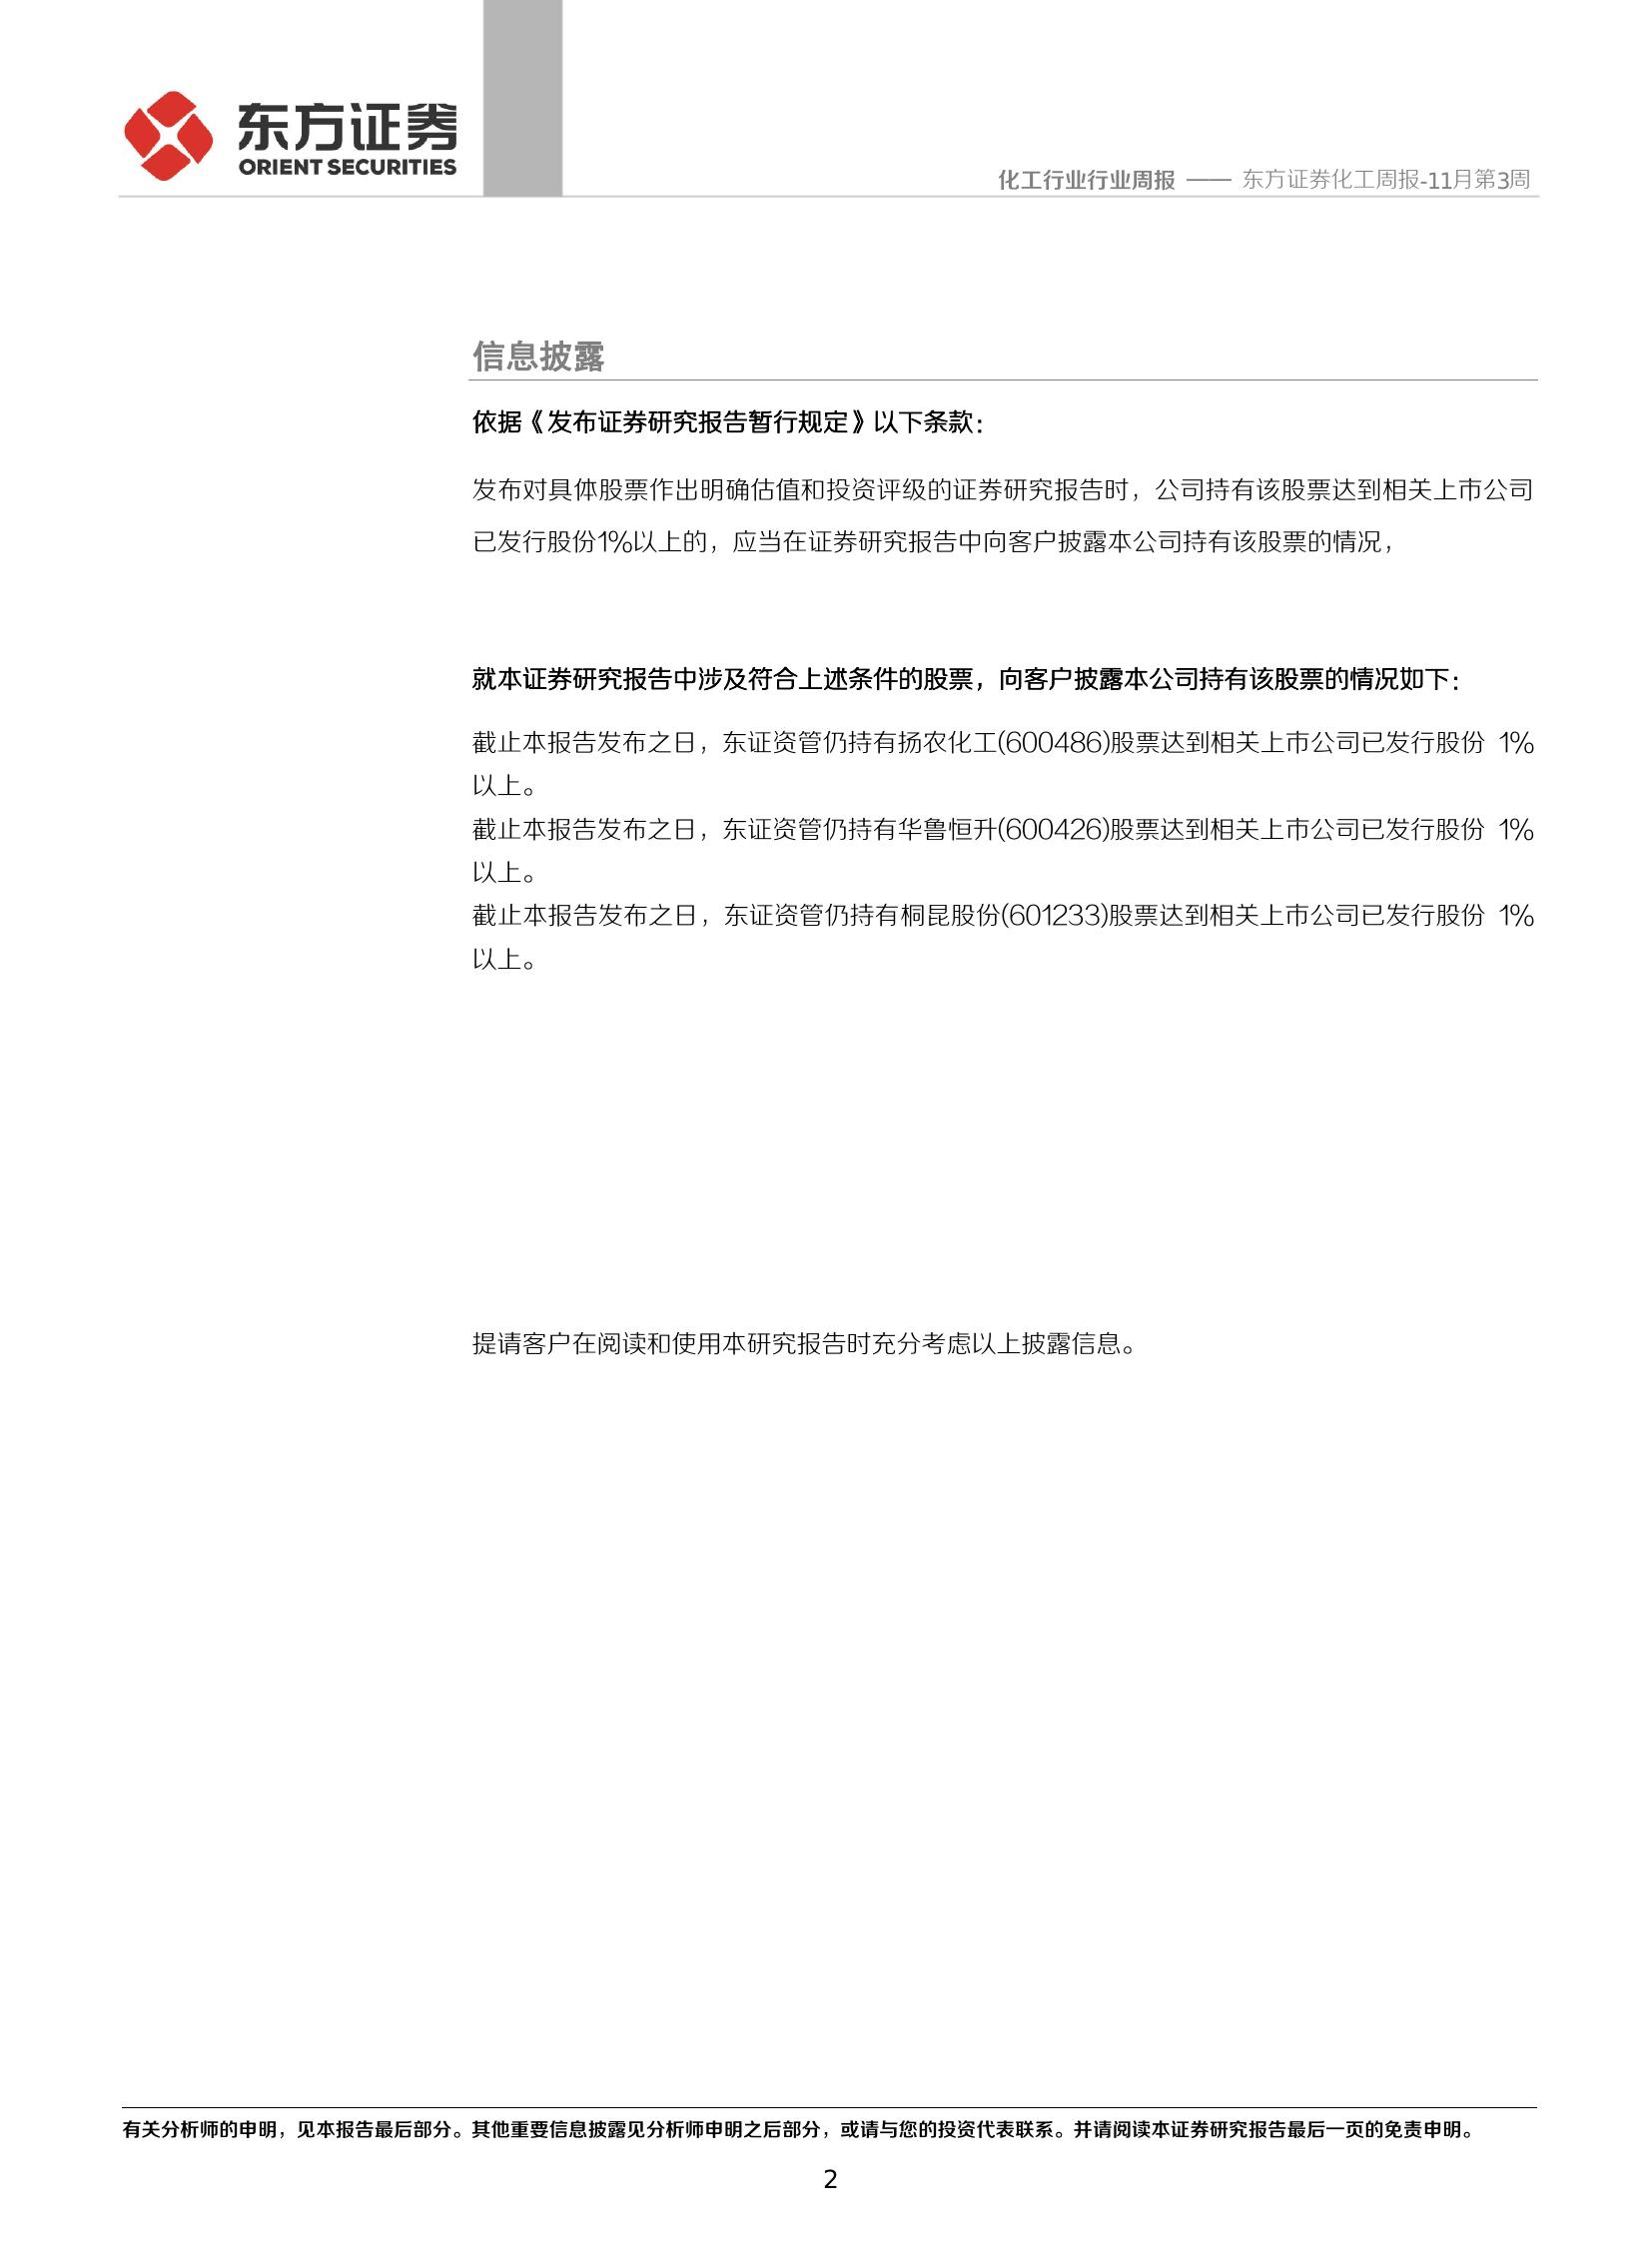 东方证券
ORIENT SECURITIES
化工行业行业周报 —— 东方证券化工周报-11月第3周
信息披露
依据《发布证券研究报告暂行规定》以下条款：
发布对具体股票作出明确估值和投资评级的证券研究报告时，公司持有该股票达到相关上市公司
已发行股份1%以上的，应当在证券研究报告中向客户披露本公司持有该股票的情况，
就本证券研究报告中涉及符合上述条件的股票，向客户披露本公司持有该股票的情况如下：
截止本报告发布之日，东证资管仍持有扬农化工(600486)股票达到相关上市公司已发行股份 1%
以上。
截止本报告发布之日，东证资管仍持有华鲁恒升(600426)股票达到相关上市公司已发行股份 1%
以上。
截止本报告发布之日，东证资管仍持有桐昆股份(601233)股票达到相关上市公司已发行股份 1%
以上。
提请客户在阅读和使用本研究报告时充分考虑以上披露信息。
有关分析师的申明，见本报告最后部分。其他重要信息披露见分析师申明之后部分，或请与您的投资代表联系。并请阅读本证券研究报告最后一页的免责申明。
2